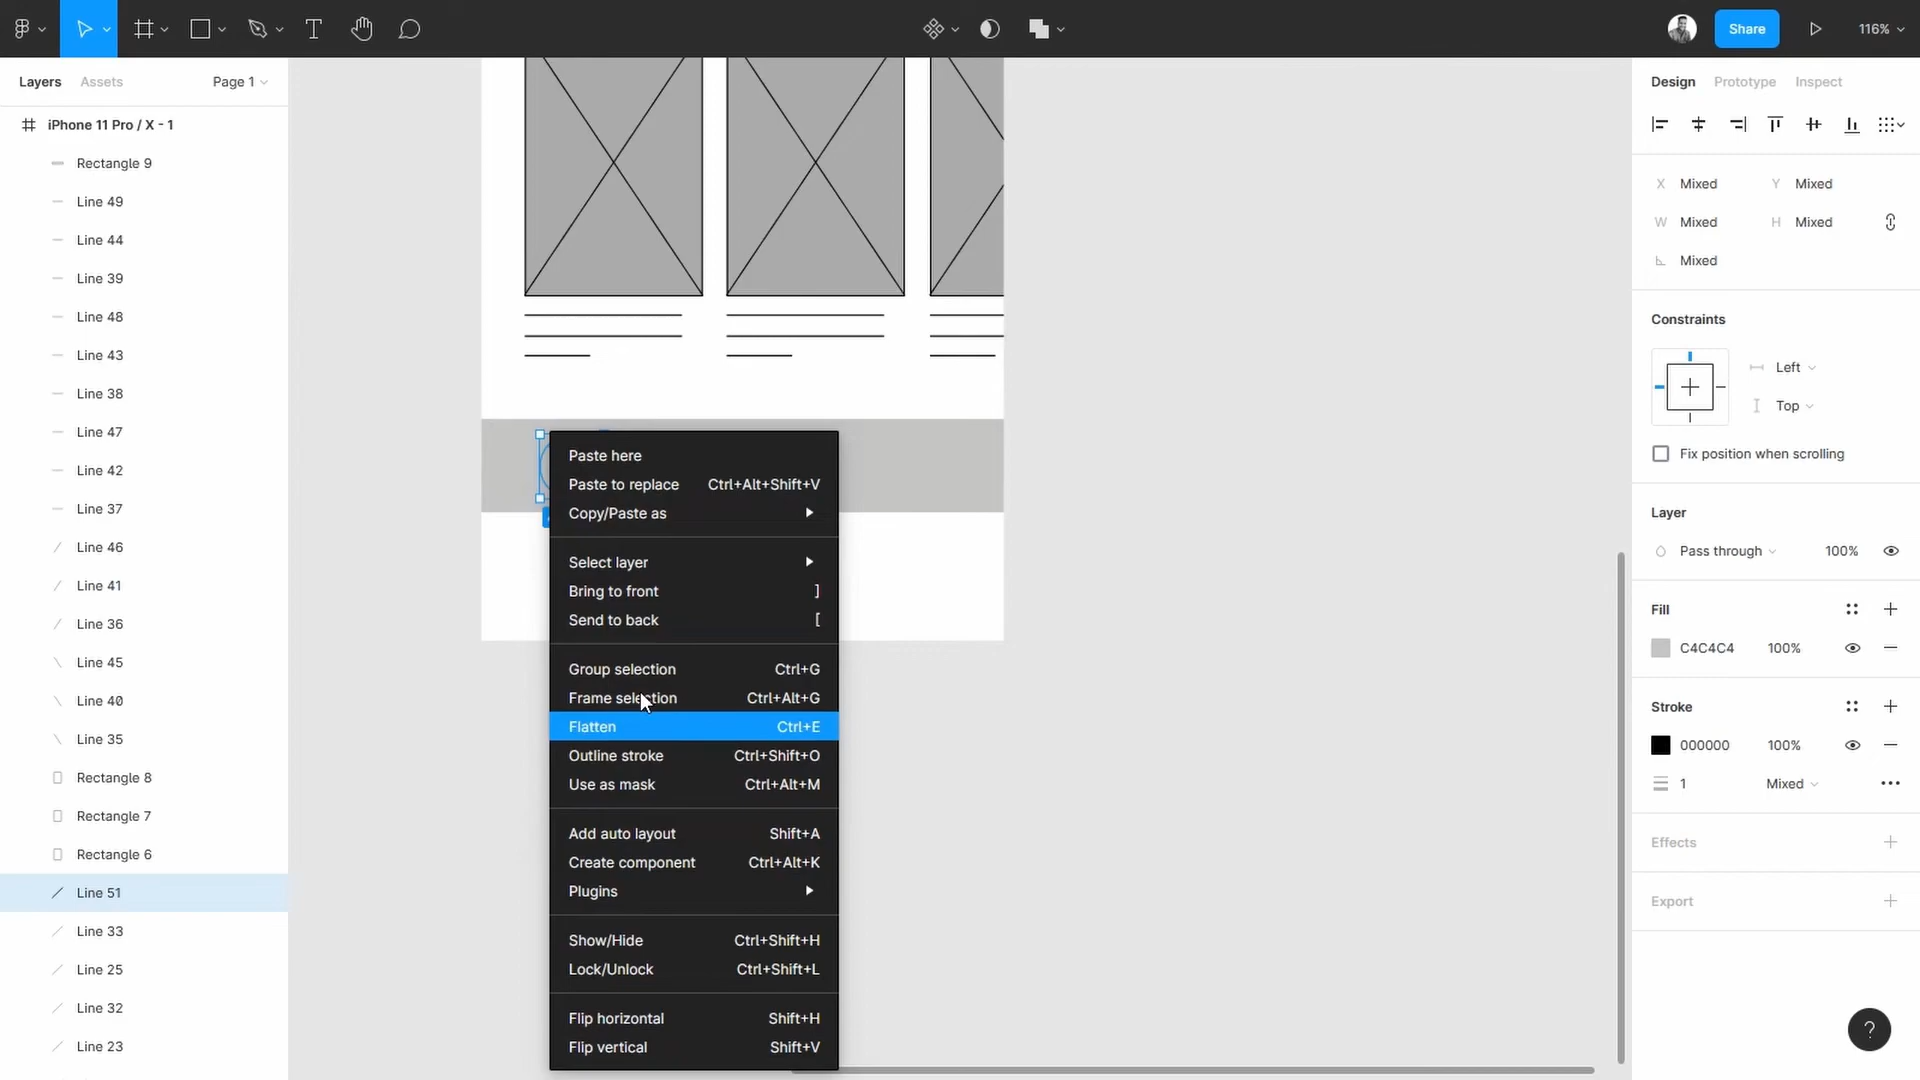 Share
116%
Layers
Assets
Page 1
Design
Prototype
Inspect
iPhone 11 Pro / X - 1
Rectangle 9
Line 49
Line 44
Line 39
Line 48
Line 43
Line 38
Line 47
Line 42
Line 37
Line 46
Line 41
Line 36
Line 45
Line 40
Line 35
Rectangle 8
Rectangle 7
Rectangle 6
Line 51
Line 33
Line 25
Line 32
Line 23
Paste here
Paste to replace Ctrl+Alt+Shift+V
Copy/Paste as
Select layer
Bring to front ]
Send to back [
Group selection Ctrl+G
Frame selection Ctrl+Alt+G
Flatten Ctrl+E
Outline stroke Ctrl+Shift+O
Use as mask Ctrl+Alt+M
Add auto layout Shift+A
Create component Ctrl+Alt+K
Plugins
Show/Hide Ctrl+Shift+H
Lock/Unlock Ctrl+Shift+L
Flip horizontal Shift+H
Flip vertical Shift+V
X Mixed Y Mixed
W Mixed H Mixed
Mixed
Constraints
Left
Top
Fix position when scrolling
Layer
Pass through 100%
Fill
C4C4C4 100%
Stroke
000000 100%
1 Mixed
Effects
Export
?